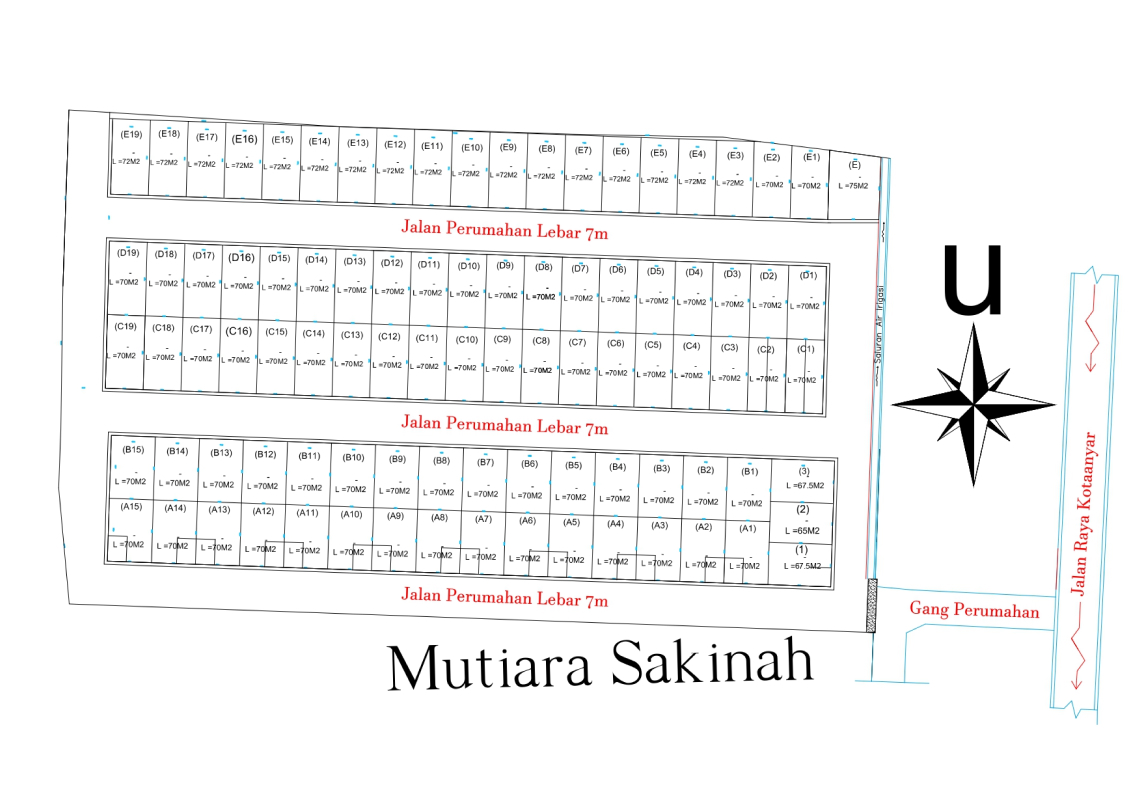 (E19) (E18) (E17) (E16) (E15) (E14) (E13) (E12) (E11) (E10) (E9) (E8) (E7) (E6) (E5) (E4) (E3) (E2) (E1) (E)
L =72M2 L =72M2 L =72M2 L =72M2 L =72M2 L =72M2 L =72M2 L =72M2 L =72M2 L =72M2 L =72M2 L =72M2 L =72M2 L =72M2 L =72M2 L =72M2 L =72M2 L =70M2 L =70M2 L =75M2
Jalan Perumahan Lebar 7m
(D19) (D18) (D17) (D16) (D15) (D14) (D13) (D12) (D11) (D10) (D9) (D8) (D7) (D6) (D5) (D4) (D3) (D2) (D1)
L =70M2 L =70M2 L =70M2 L =70M2 L =70M2 L =70M2 L =70M2 L =70M2 L =70M2 L =70M2 L =70M2 L =70M2 L =70M2 L =70M2 L =70M2 L =70M2 L =70M2 L =70M2 L =70M2
(C19) (C18) (C17) (C16) (C15) (C14) (C13) (C12) (C11) (C10) (C9) (C8) (C7) (C6) (C5) (C4) (C3) (C2) (C1)
L =70M2 L =70M2 L =70M2 L =70M2 L =70M2 L =70M2 L =70M2 L =70M2 L =70M2 L =70M2 L =70M2 L =70M2 L =70M2 L =70M2 L =70M2 L =70M2 L =70M2 L =70M2 L =70M2
Jalan Perumahan Lebar 7m
(B15) (B14) (B13) (B12) (B11) (B10) (B9) (B8) (B7) (B6) (B5) (B4) (B3) (B2) (B1) (3)
L =70M2 L =70M2 L =70M2 L =70M2 L =70M2 L =70M2 L =70M2 L =70M2 L =70M2 L =70M2 L =70M2 L =70M2 L =70M2 L =70M2 L =70M2 L =67.5M2
(A15) (A14) (A13) (A12) (A11) (A10) (A9) (A8) (A7) (A6) (A5) (A4) (A3) (A2) (A1) (2)
L =65M2
(1)
L =70M2 L =70M2 L =70M2 L =70M2 L =70M2 L =70M2 L =70M2 L =70M2 L =70M2 L =70M2 L =70M2 L =70M2 L =70M2 L =70M2 L =70M2 L =67.5M2
Jalan Perumahan Lebar 7m
Mutiara Sakinah
Saluran Air Irigasi
u
Gang Perumahan
Jalan Raya Kotaanyar